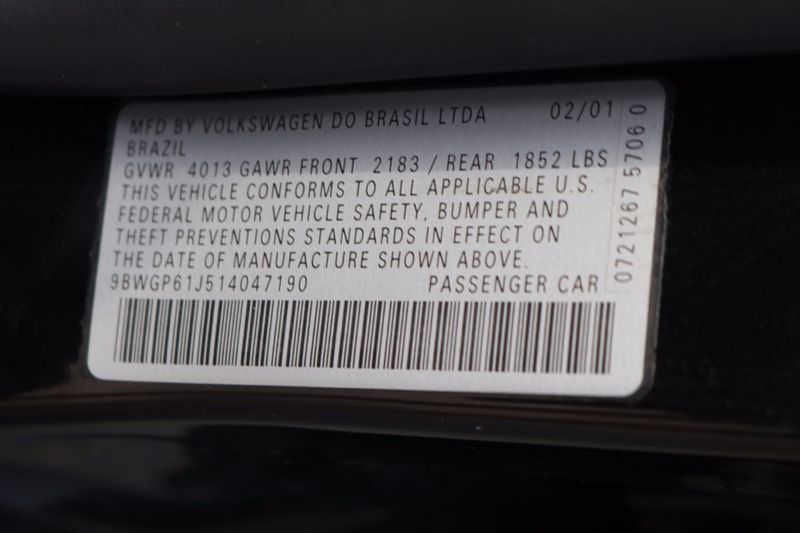 MFD BY VOLKSWAGEN DO BRASIL LTDA 02/01
BRAZIL
GVWR 4013 GAWR FRONT 2183 / REAR 1852 LBS
THIS VEHICLE CONFORMS TO ALL APPLICABLE U.S.
FEDERAL MOTOR VEHICLE SAFETY, BUMPER AND
THEFT PREVENTIONS STANDARDS IN EFFECT ON
THE DATE OF MANUFACTURE SHOWN ABOVE.
9BWGP61J514047190 PASSENGER CAR
0721267 5706 0